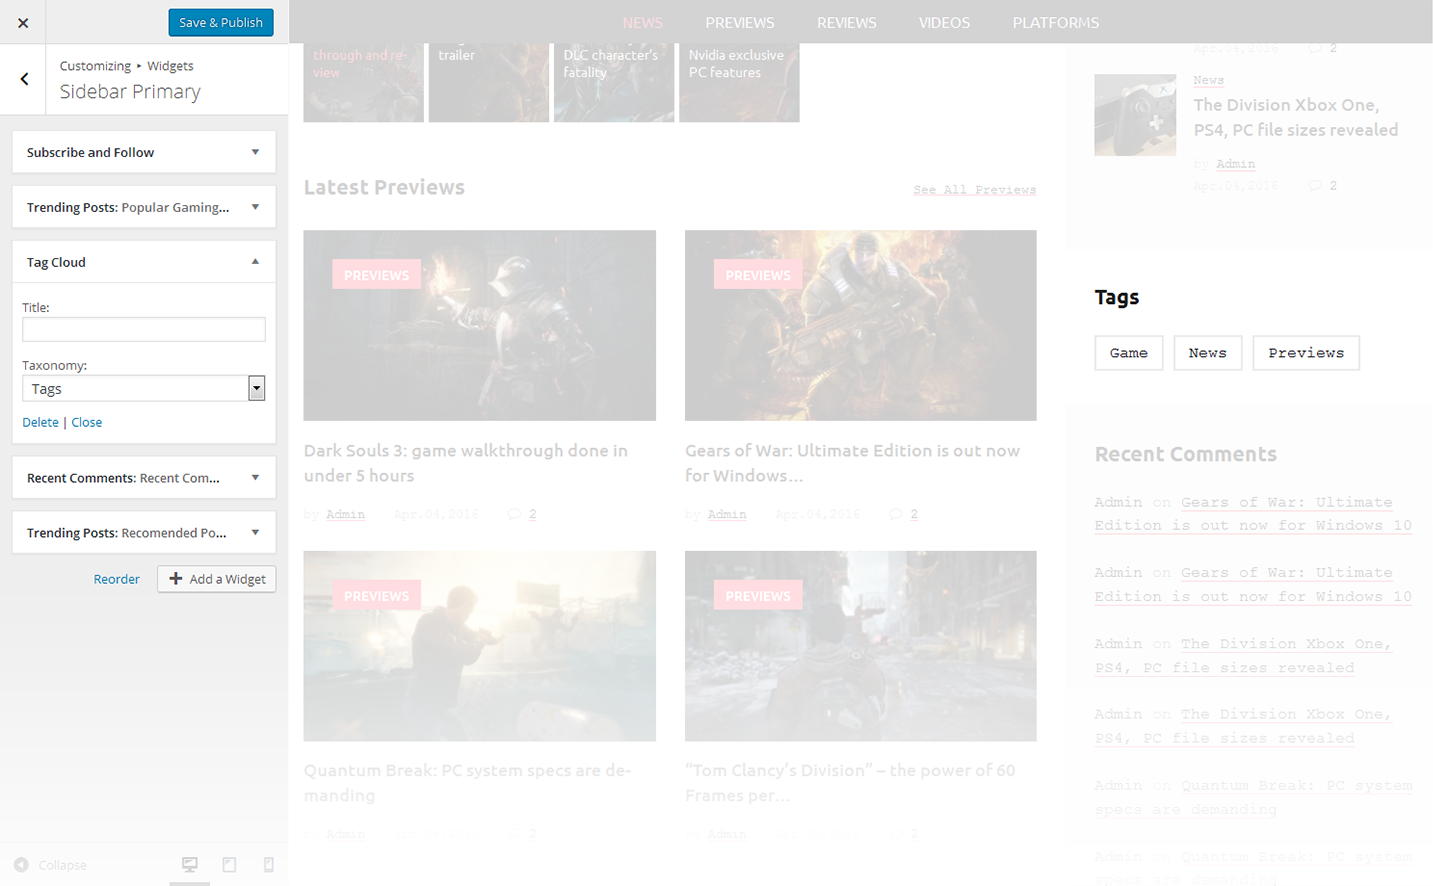 Save & Publish
Customizing ▸ Widgets
Sidebar Primary
Subscribe and Follow
Trending Posts: Popular Gaming...
Tag Cloud
Title:
Taxonomy:
Tags
Delete | Close
Recent Comments: Recent Com...
Trending Posts: Recomended Po...
Reorder
Add a Widget
Collapse
NEWS PREVIEWS REVIEWS VIDEOS PLATFORMS
through and re-
view
trailer
DLC character's
fatality
Nvidia exclusive
PC features
Latest Previews
See All Previews
PREVIEWS
Dark Souls 3: game walkthrough done in
under 5 hours
by Admin Apr.04,2016 2
PREVIEWS
Gears of War: Ultimate Edition is out now
for Windows...
by Admin Apr.04,2016 2
PREVIEWS
Quantum Break: PC system specs are de-
manding
by Admin Apr.04,2016 2
PREVIEWS
“Tom Clancy’s Division” – the power of 60
Frames per...
by Admin Apr.04,2016 2
Apr.04,2016 2
News
The Division Xbox One,
PS4, PC file sizes revealed
by Admin
Apr.04,2016 2
Tags
Game News Previews
Recent Comments
Admin on Gears of War: Ultimate
Edition is out now for Windows 10
Admin on Gears of War: Ultimate
Edition is out now for Windows 10
Admin on The Division Xbox One,
PS4, PC file sizes revealed
Admin on The Division Xbox One,
PS4, PC file sizes revealed
Admin on Quantum Break: PC system
specs are demanding
Admin on Quantum Break: PC system
specs are demanding